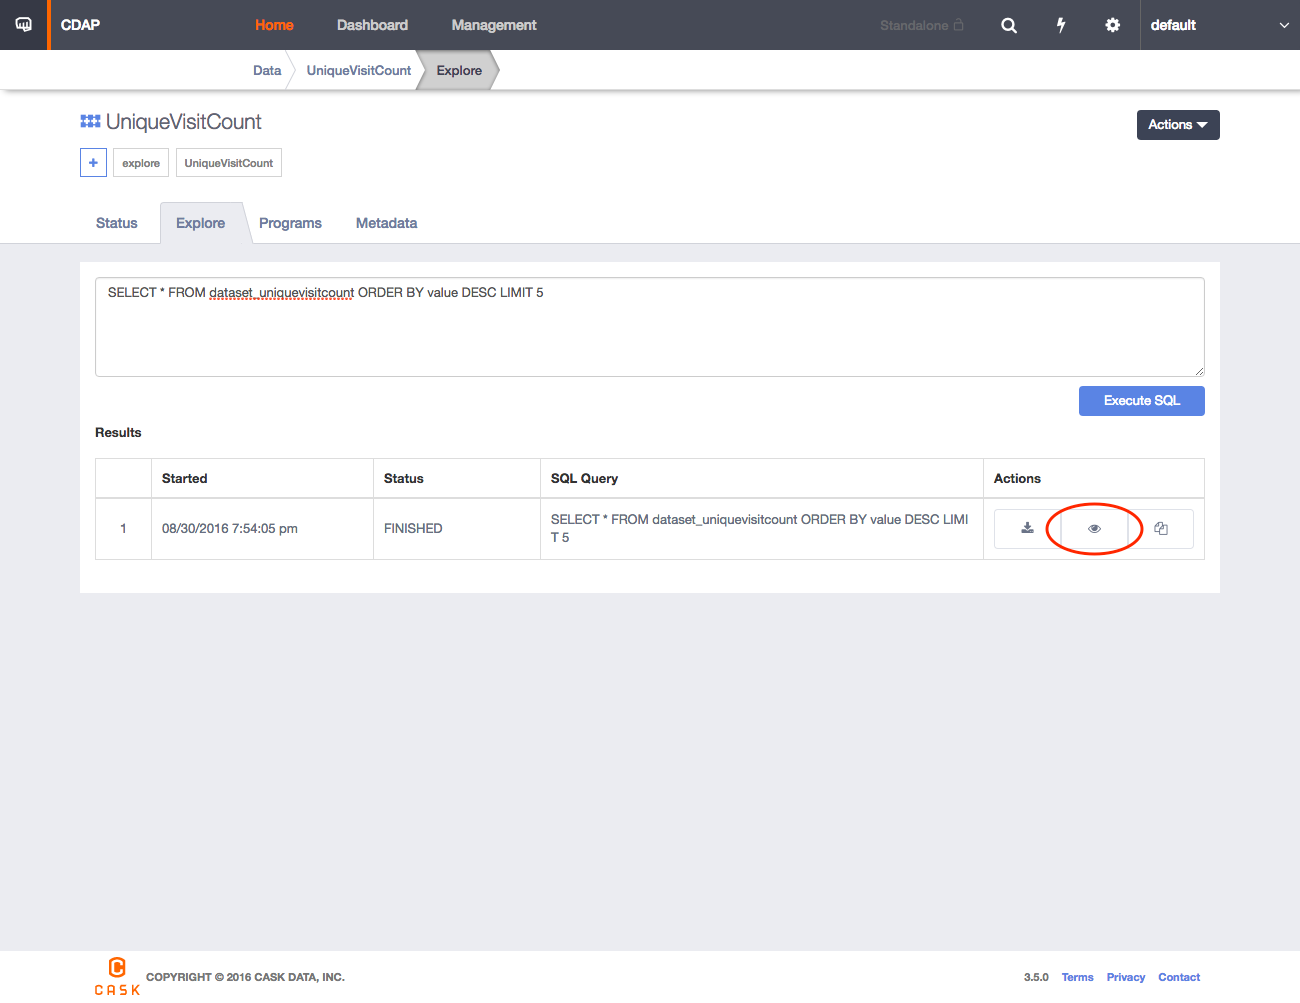 CDAP Home Dashboard Management Standalone default
Data UniqueVisitCount Explore
UniqueVisitCount
Actions
+ explore UniqueVisitCount
Status Explore Programs Metadata
SELECT * FROM dataset_uniquevisitcount ORDER BY value DESC LIMIT 5
Execute SQL
Results
Started Status SQL Query Actions
1 08/30/2016 7:54:05 pm FINISHED SELECT * FROM dataset_uniquevisitcount ORDER BY value DESC LIMI
T 5
CASK
COPYRIGHT © 2016 CASK DATA, INC. 3.5.0 Terms Privacy Contact